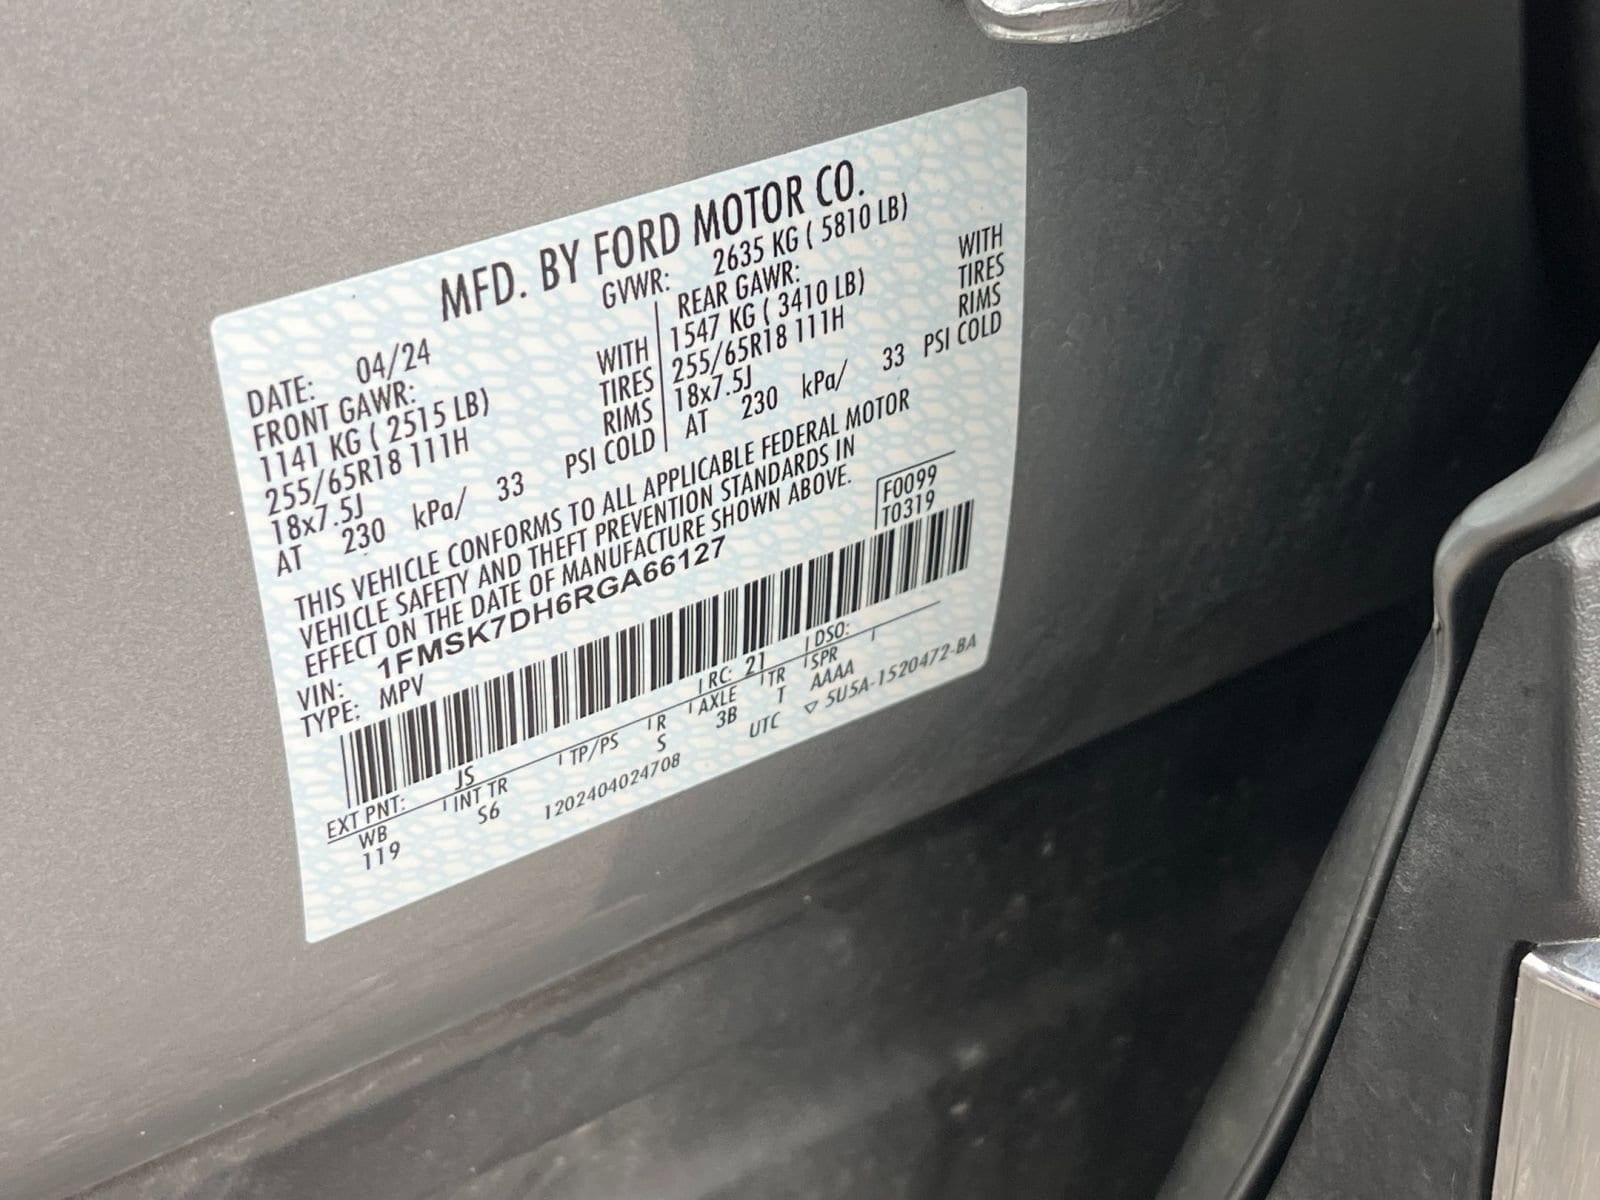 MFD. BY FORD MOTOR CO.
DATE: 04/24
GVWR: 2635 KG ( 5810 LB)
FRONT GAWR:
1141 KG ( 2515 LB) WITH
255/65R18 111H TIRES
18x7.5J RIMS
AT 230 kPa/ 33 PSI COLD
REAR GAWR:
1547 KG ( 3410 LB) WITH
255/65R18 111H TIRES
18x7.5J RIMS
AT 230 kPa/ 33 PSI COLD
THIS VEHICLE CONFORMS TO ALL APPLICABLE FEDERAL MOTOR
VEHICLE SAFETY AND THEFT PREVENTION STANDARDS IN
EFFECT ON THE DATE OF MANUFACTURE SHOWN ABOVE.
F0099
T0319
VIN: 1FMSK7DH6RGA66127
TYPE: MPV
EXT PNT: JS RC: 21 DSO:
WB INT TR TP/PS R AXLE TR SPR
119 S6 S 3B T AAAA
1202404024708 UTC ▽ 5U5A-1520472-BA